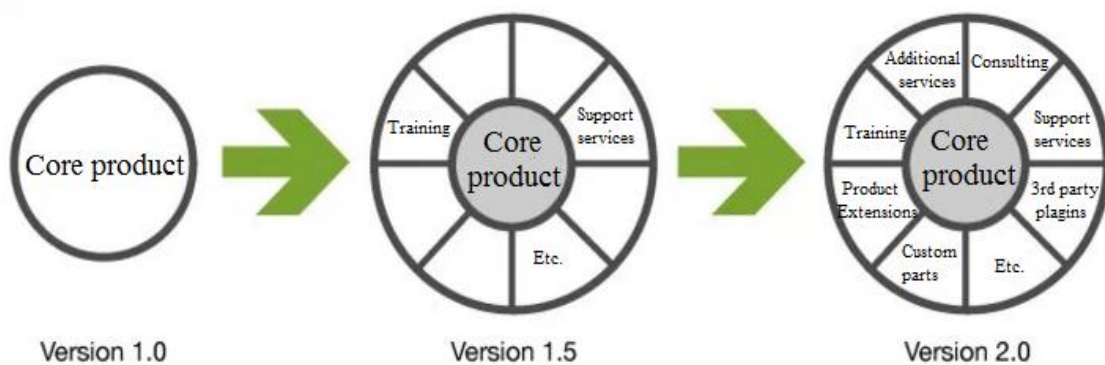 Core product
Version 1.0
Training
Support
services
Core
product
Etc.
Version 1.5
Additional
services
Consulting
Training
Support
services
Core
product
Product
Extensions
3rd party
plagins
Custom
parts
Etc.
Version 2.0